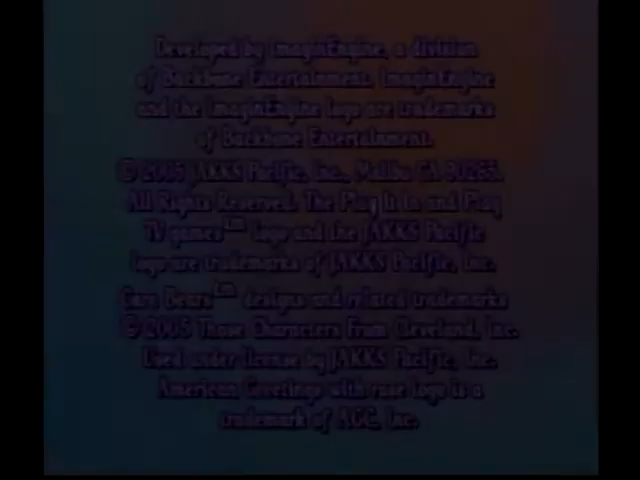 Developed by ImaginEngine, a division
of Backbone Entertainment. ImaginEngine
and the ImaginEngine logo are trademarks
of Backbone Entertainment.
© 2005 JAKKS Pacific, Inc., Malibu CA 90265.
All Rights Reserved. The Plug It In and Play
TV games™ logo and the JAKKS Pacific
logo are trademarks of JAKKS Pacific, Inc.
Care Bears™ designs and related trademarks
© 2005 Those Characters From Cleveland, Inc.
Used under license by JAKKS Pacific, Inc.
American Greetings with rose logo is a
trademark of AGC, Inc.